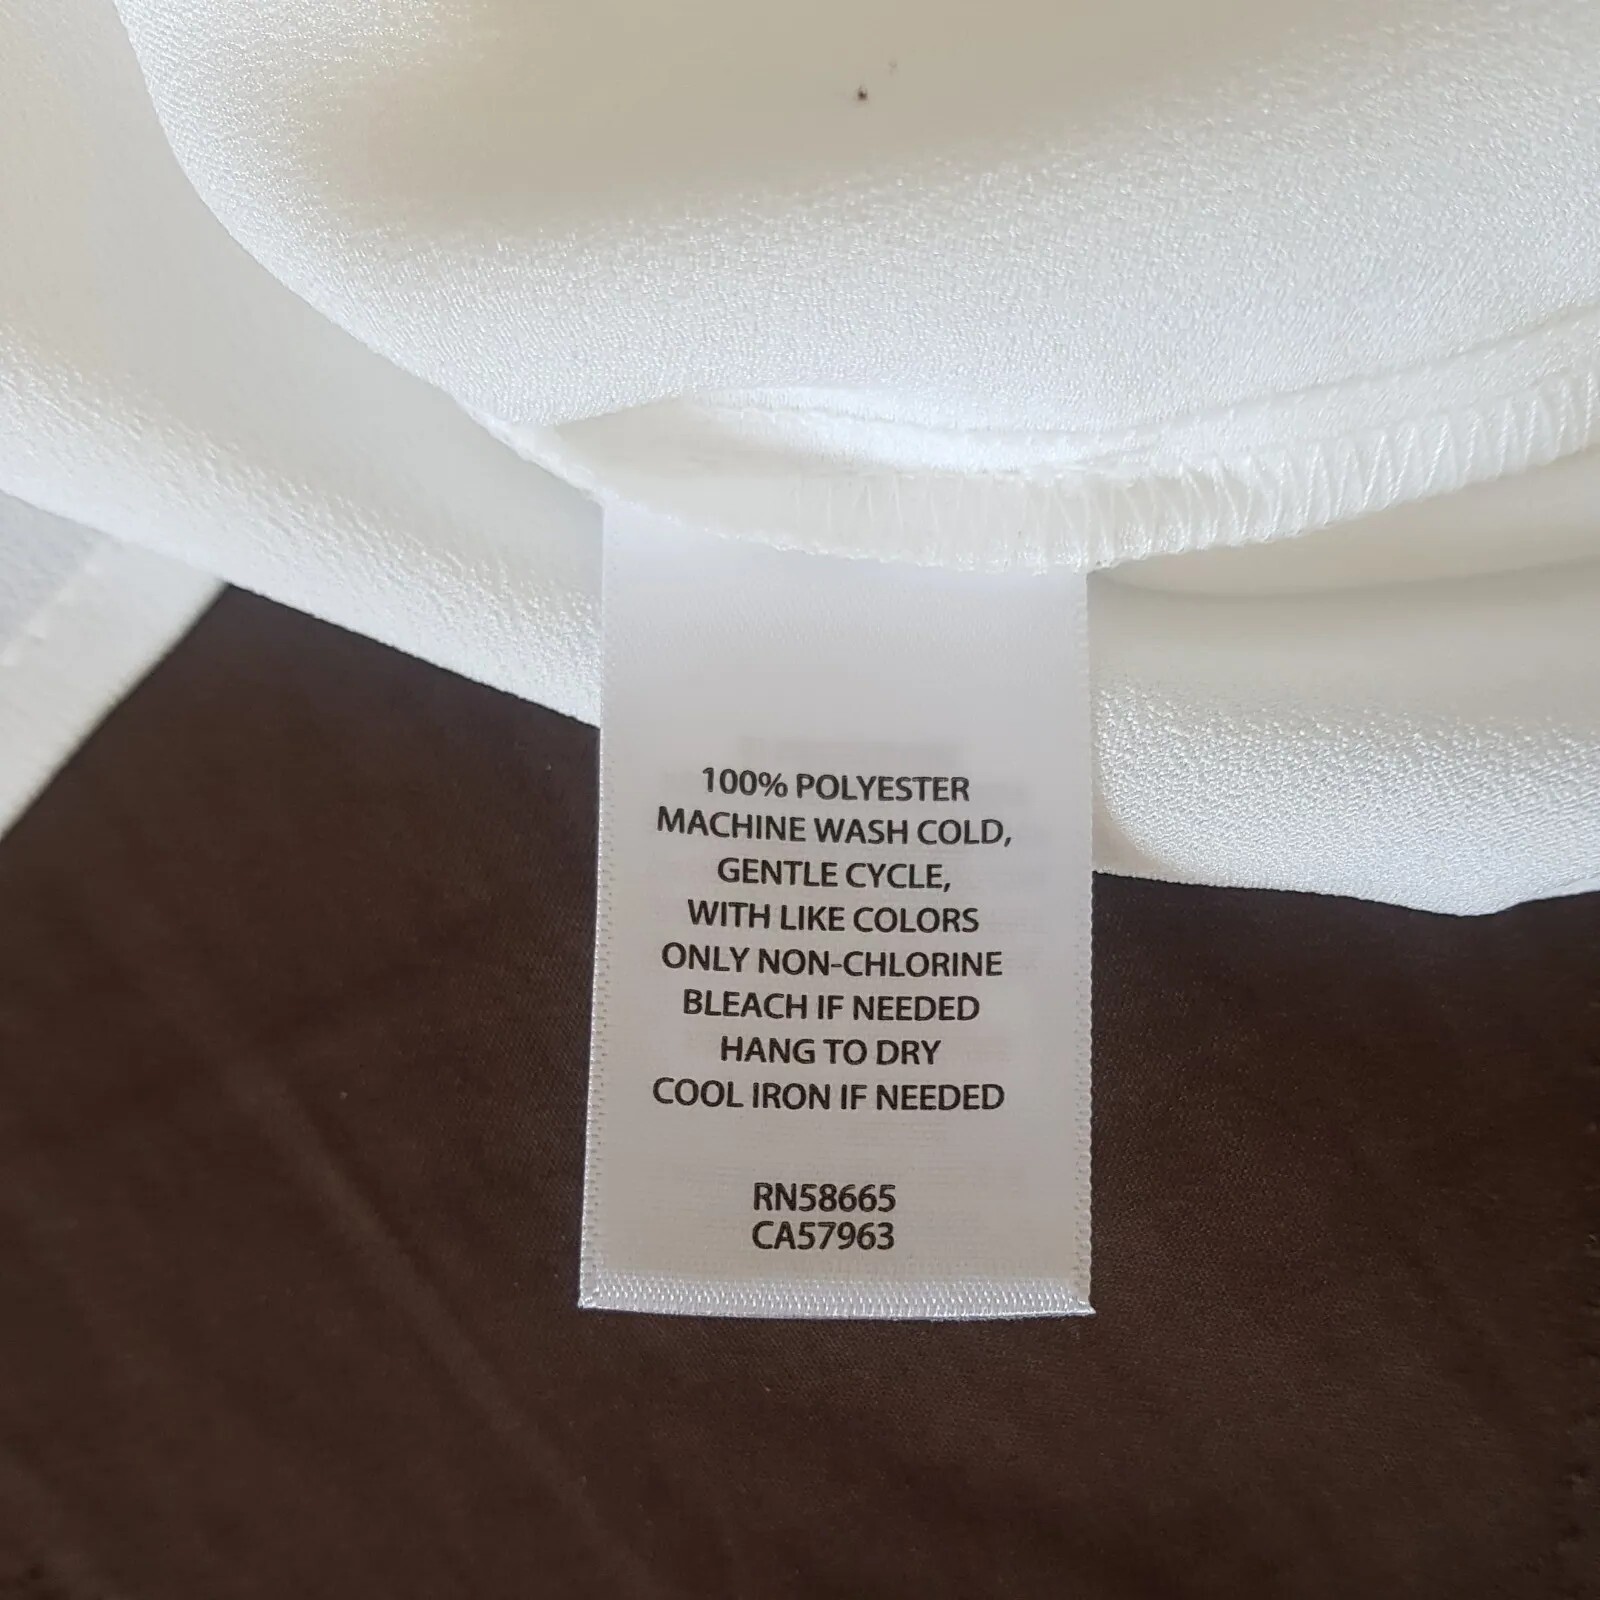 100% POLYESTER
MACHINE WASH COLD,
GENTLE CYCLE,
WITH LIKE COLORS
ONLY NON-CHLORINE
BLEACH IF NEEDED
HANG TO DRY
COOL IRON IF NEEDED
RN58665
CA57963